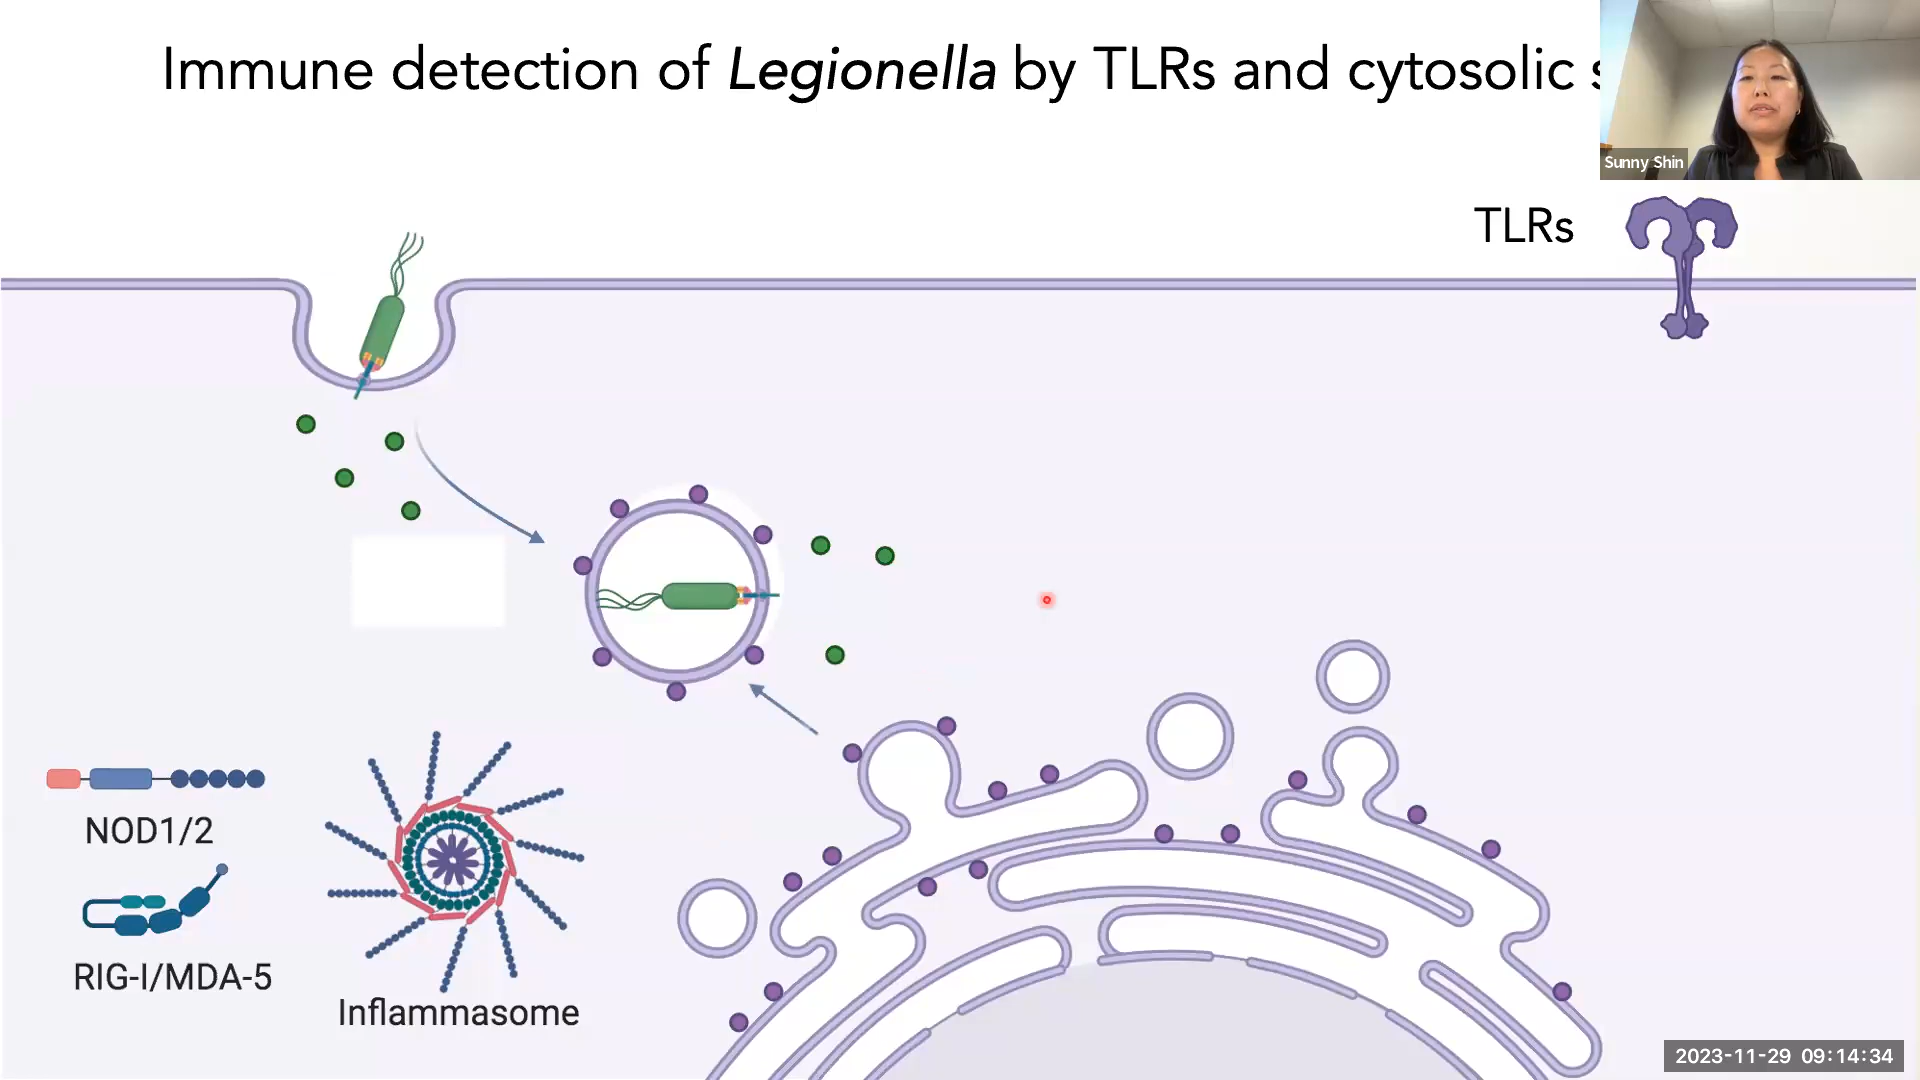 Immune detection of Legionella by TLRs and cytosolic
Sunny Shin
TLRs
NOD1/2
RIG-I/MDA-5
Inflammasome
2023-11-29 09:14:34